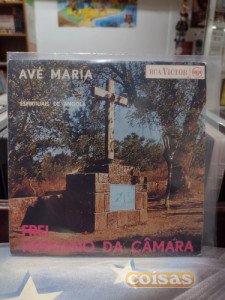 AVÉ MARIA
RCA VICTOR
ESPIRITUAIS DE ANGOLA
FREI
HERMANO DA CÂMARA
coisas